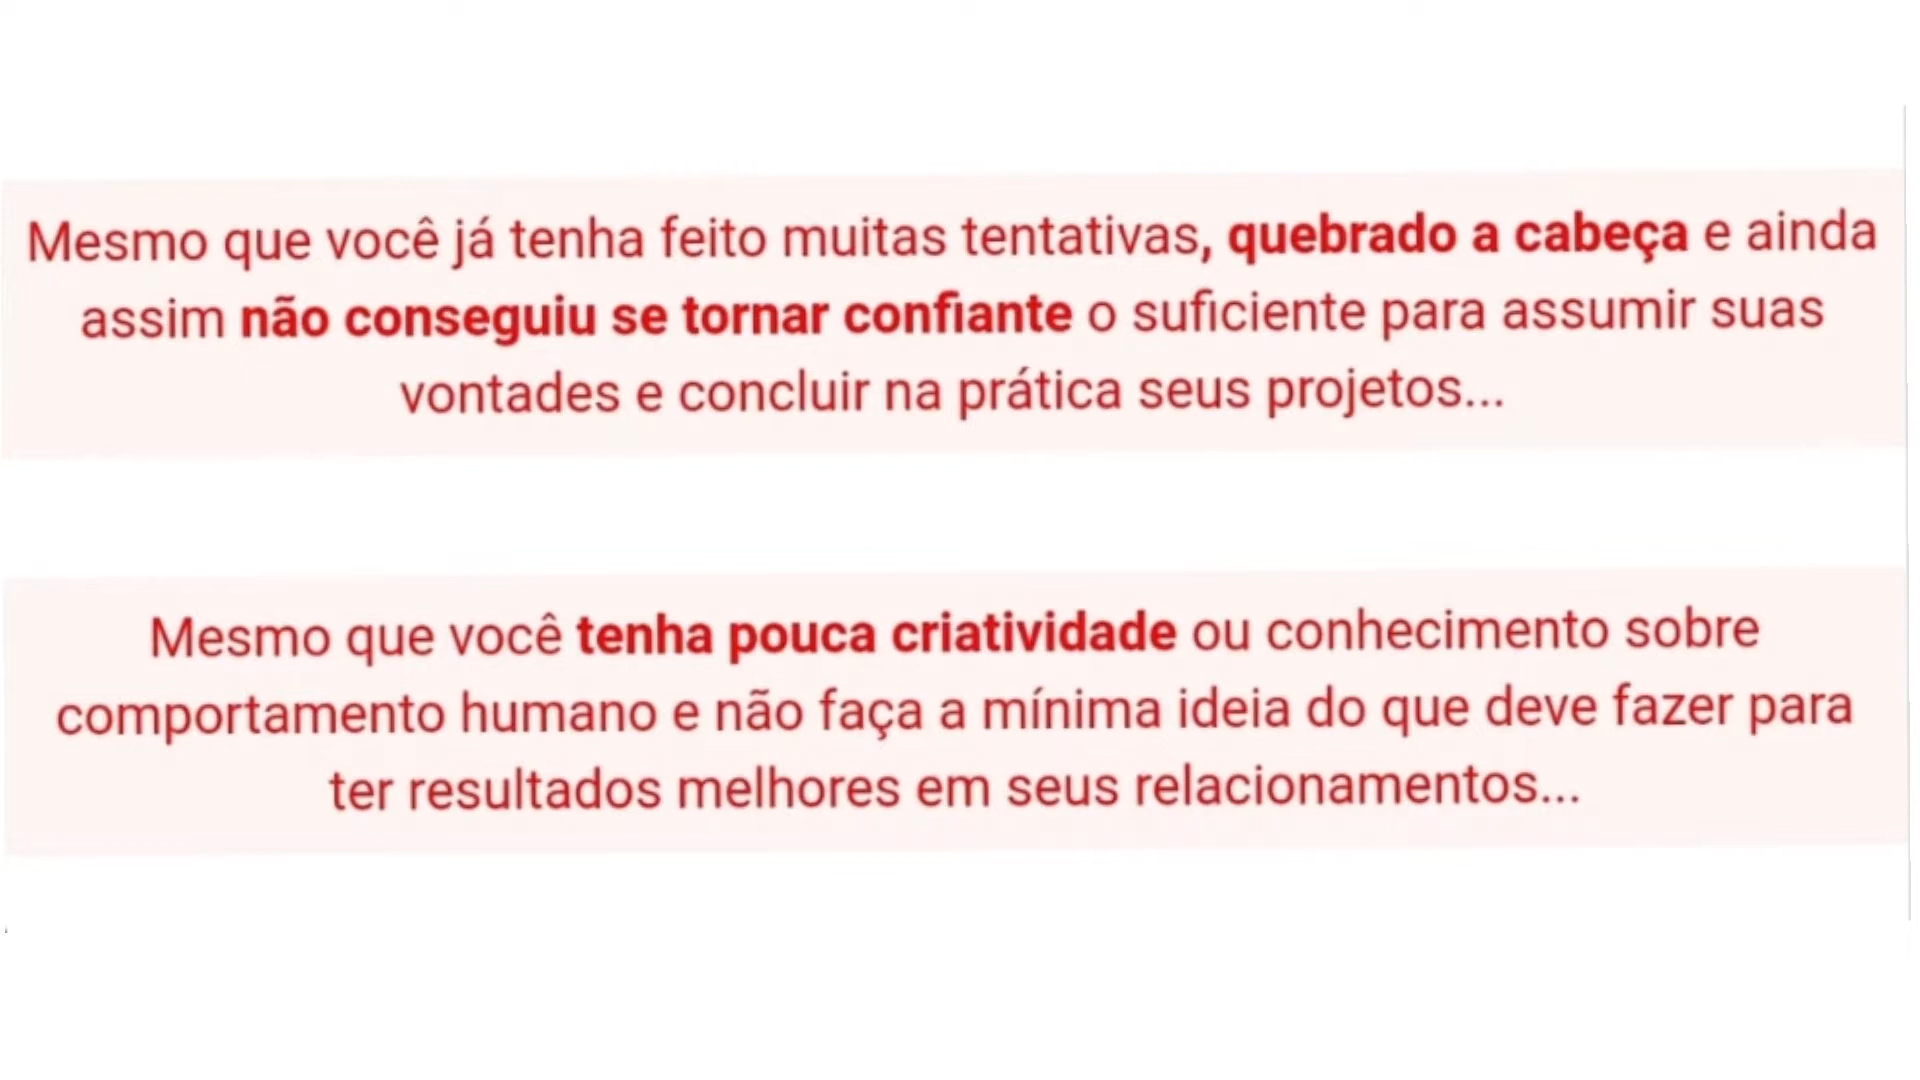 Mesmo que você já tenha feito muitas tentativas, quebrado a cabeça e ainda
assim não conseguiu se tornar confiante o suficiente para assumir suas
vontades e concluir na prática seus projetos...
Mesmo que você tenha pouca criatividade ou conhecimento sobre
comportamento humano e não faça a mínima ideia do que deve fazer para
ter resultados melhores em seus relacionamentos...